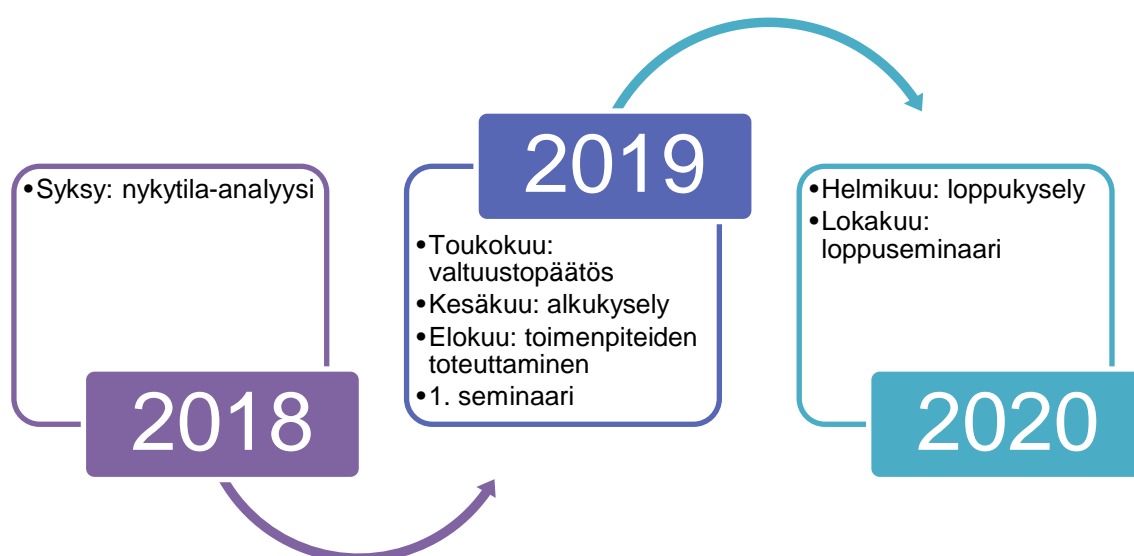 •Syksy: nykytila-analyysi
2018
2019
•Toukokuu:
valtuustopäätös
•Kesäkuu: alkukysely
•Elokuu: toimenpiteiden
toteuttaminen
•1. seminaari
•Helmikuu: loppukysely
•Lokakuu:
loppuseminaari
2020